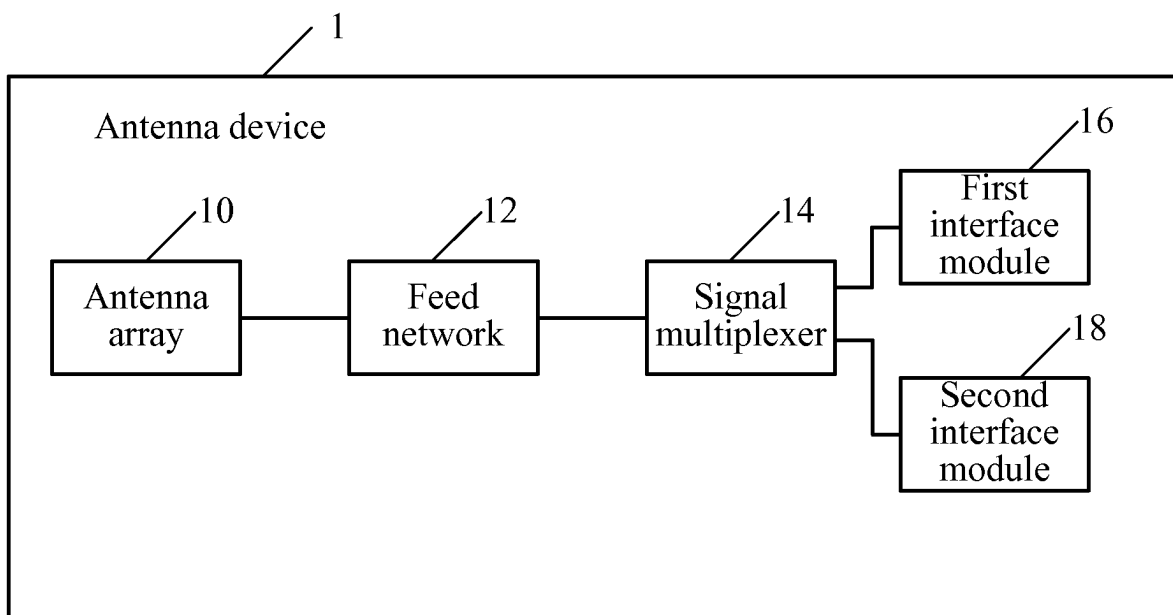 1
Antenna device
16
First
interface
module
10
12
14
Antenna
array
Feed
network
Signal
multiplexer
18
Second
interface
module